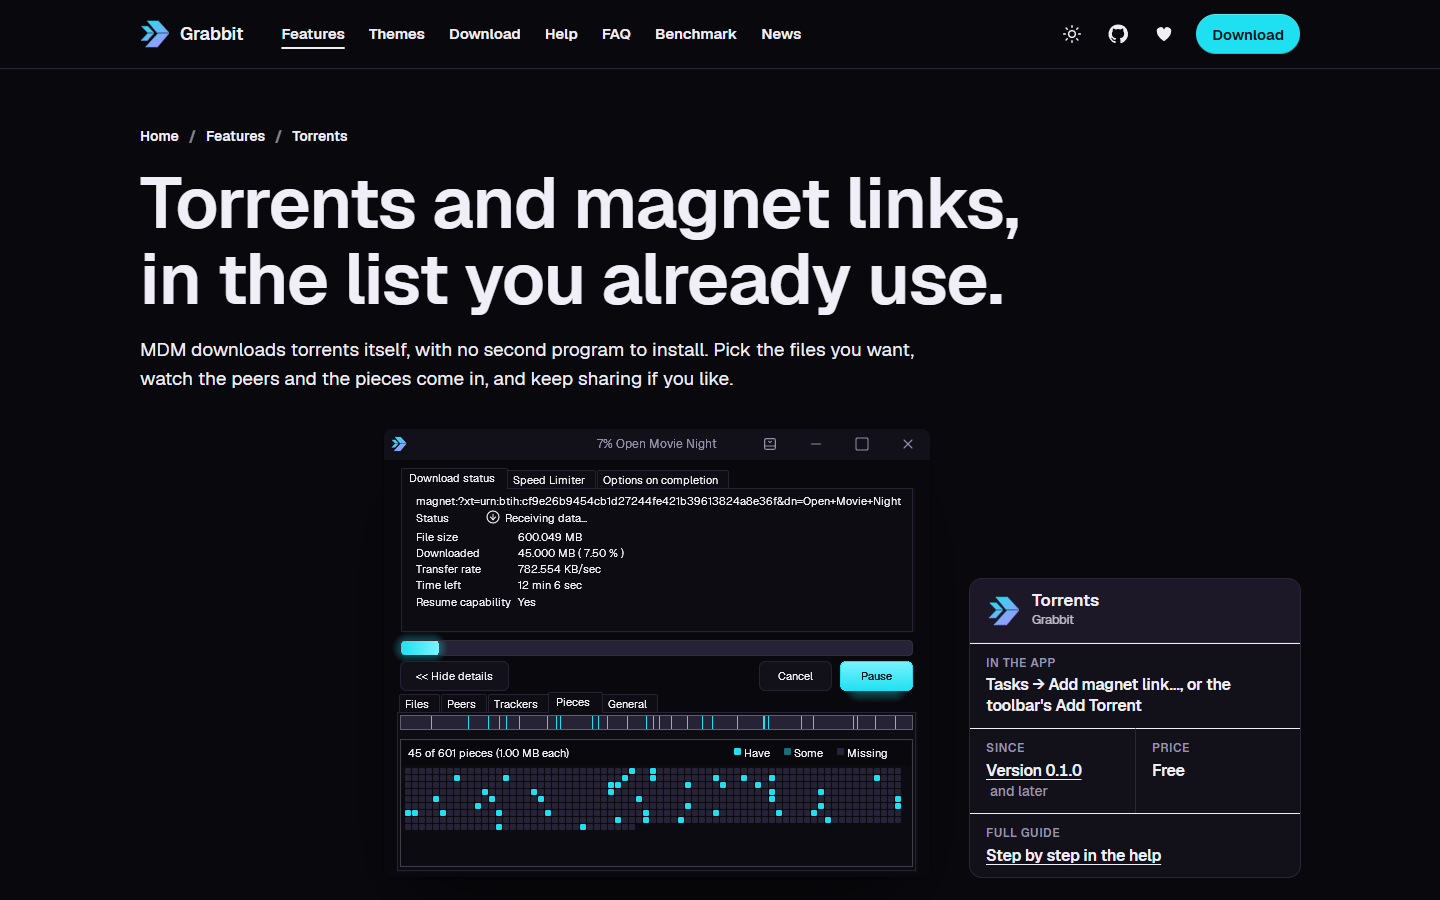 Grabbit
Features
Themes
Download
Help
FAQ
Benchmark
News
Download
Home / Features / Torrents
Torrents and magnet links,
in the list you already use.
MDM downloads torrents itself, with no second program to install. Pick the files you want,
watch the peers and the pieces come in, and keep sharing if you like.
7% Open Movie Night
Download status
Speed Limiter
Options on completion
magnet:?xt=urn:btih:cf9e26b9454cb1d27244fe421b39613824a8e36f&dn=Open+Movie+Night
Status Receiving data...
File size 600.049 MB
Downloaded 45.000 MB ( 7.50 % )
Transfer rate 782.554 KB/sec
Time left 12 min 6 sec
Resume capability Yes
<< Hide details
Cancel
Pause
Files
Peers
Trackers
Pieces
General
45 of 601 pieces (1.00 MB each)
Have
Some
Missing
Torrents
Grabbit
IN THE APP
Tasks → Add magnet link..., or the
toolbar's Add Torrent
SINCE
Version 0.1.0
and later
PRICE
Free
FULL GUIDE
Step by step in the help